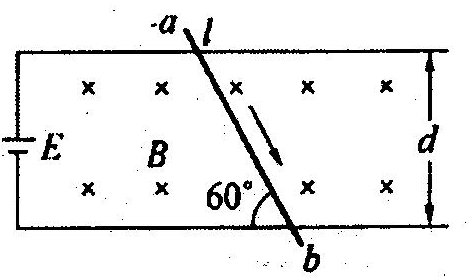 a l
× × × × ×
E B d
60°
× × × ×
b